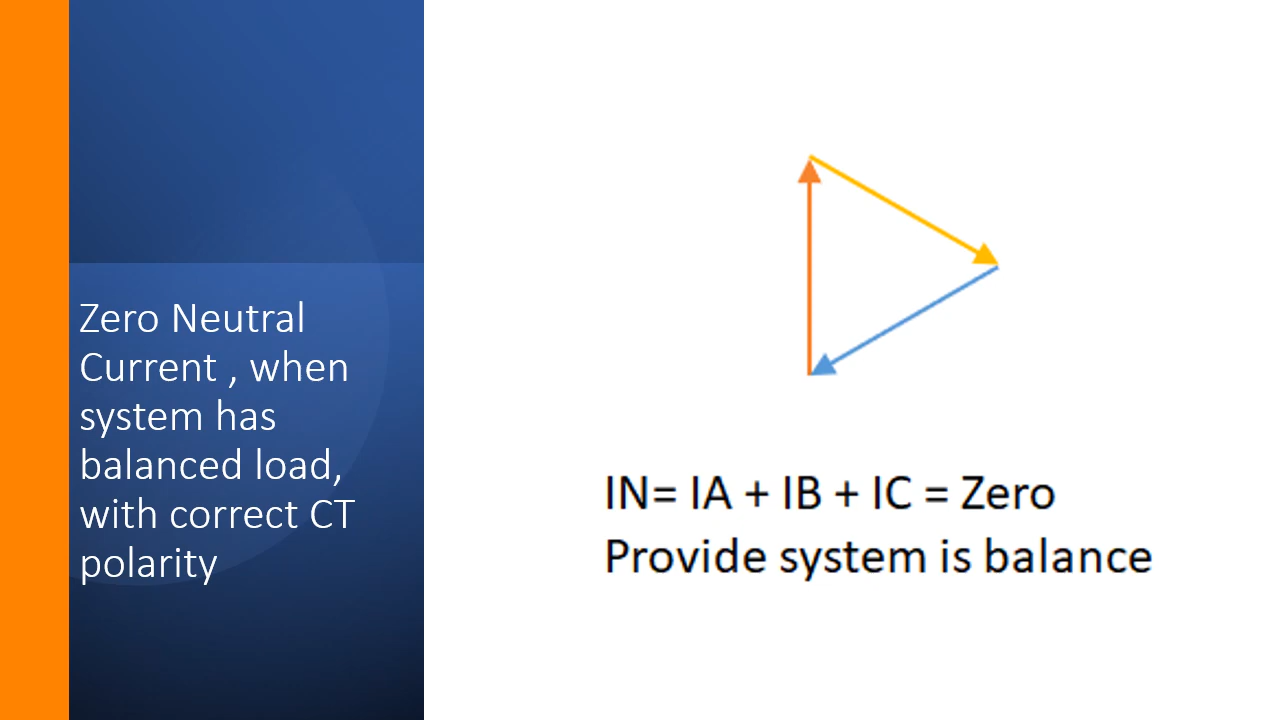 Zero Neutral
Current , when
system has
balanced load,
with correct CT
polarity
IN= IA + IB + IC = Zero
Provide system is balance